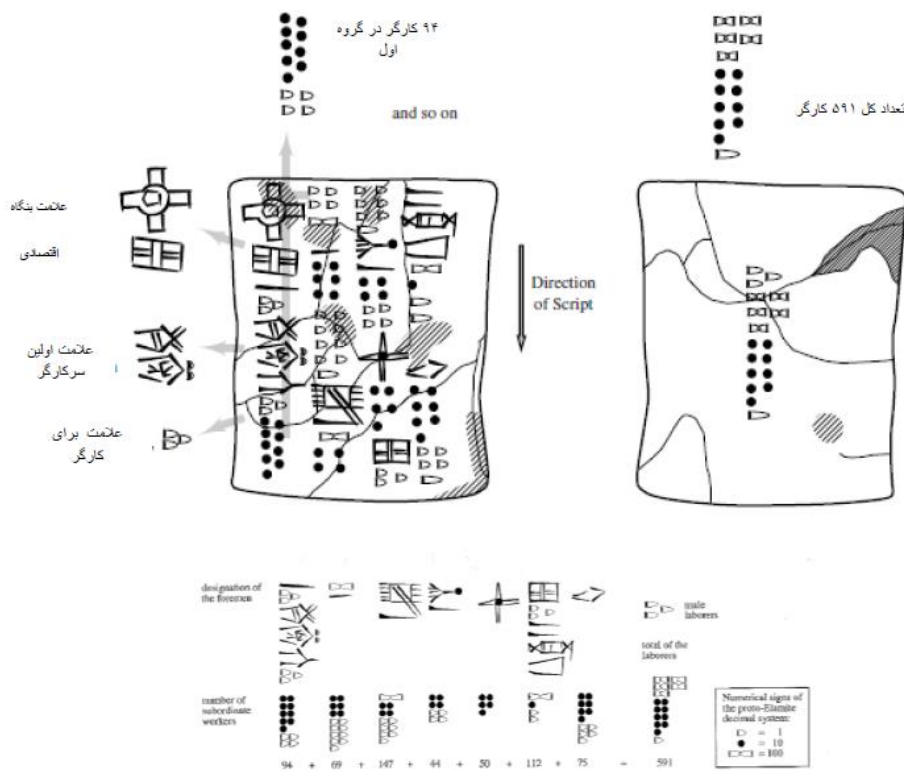 ۹۴ کارگر در گروه
اول
and so on
تعداد کل ۵۹۱ کارگر
علامت بنگاه
اقتصادی
Direction
of Script
علامت اولین
سرکارگر
علامت برای
کارگر
designation of
the foremen
male
laborers
total of the
laborers
number of
subordinate
workers
Numerical signs of
the proto-Elamite
decimal system:
= 1
= 10
= 100
94 + 69 + 147 + 44 + 50 + 112 + 75 = 591